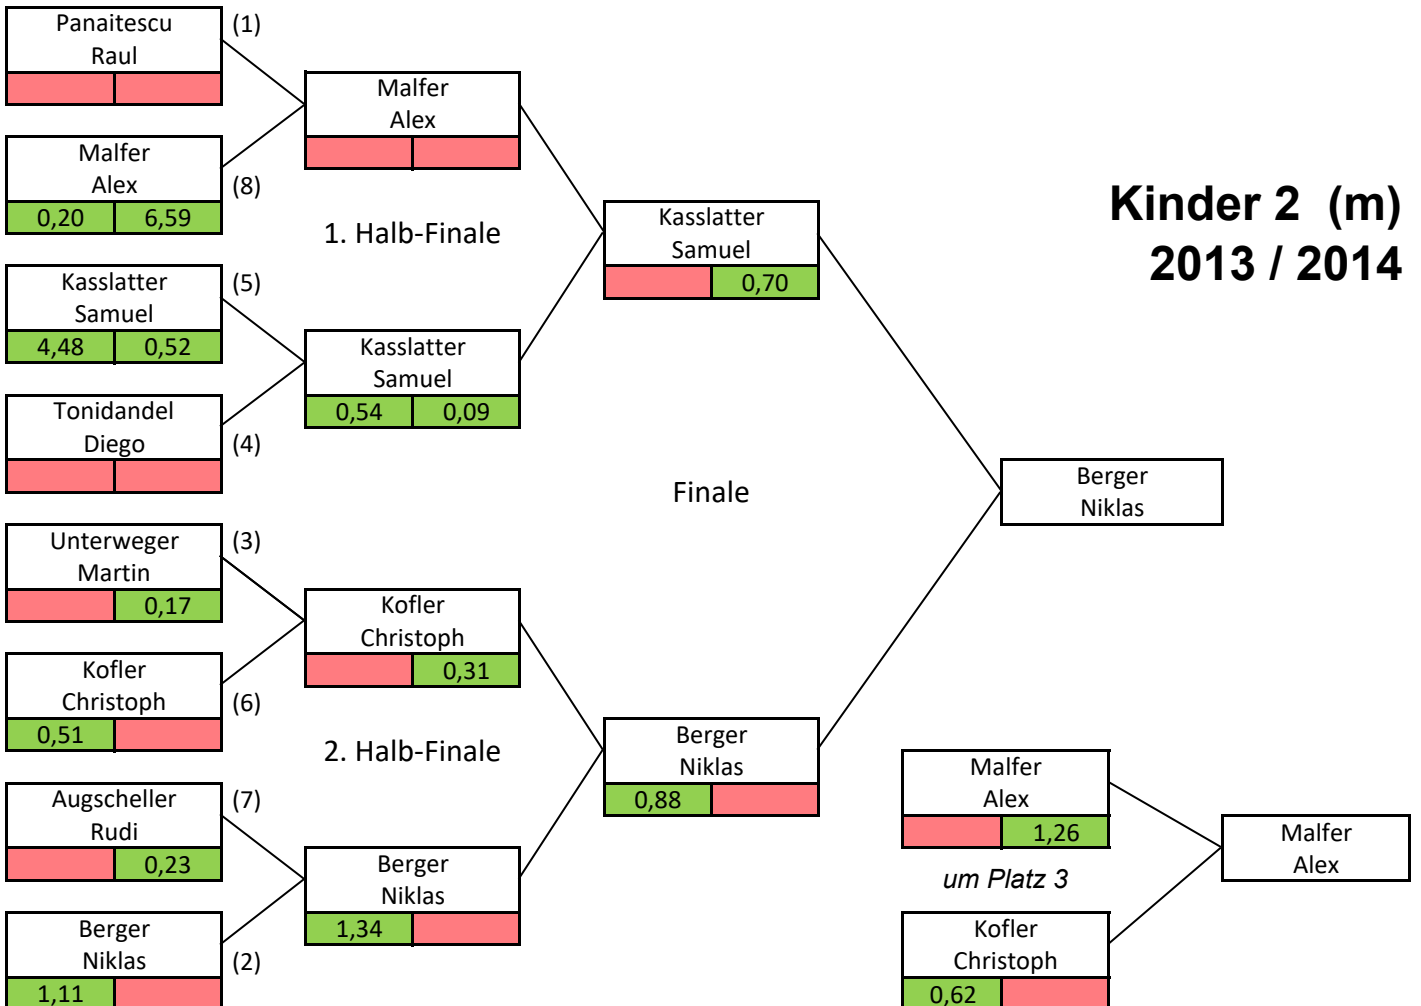 Panaitescu
Raul
(1)
Malfer
Alex
(8)
0,20 6,59
Kasslatter
Samuel
(5)
4,48 0,52
Tonidandel
Diego
(4)
Unterweger
Martin
(3)
0,17
Kofler
Christoph
(6)
0,51
Augscheller
Rudi
(7)
0,23
Berger
Niklas
(2)
1,11
Malfer
Alex
1. Halb-Finale
Kasslatter
Samuel
0,54 0,09
Kofler
Christoph
0,31
2. Halb-Finale
Berger
Niklas
1,34
Kasslatter
Samuel
0,70
Finale
Berger
Niklas
0,88
Kinder 2 (m)
2013 / 2014
Berger
Niklas
Malfer
Alex
1,26
um Platz 3
Kofler
Christoph
0,62
Malfer
Alex